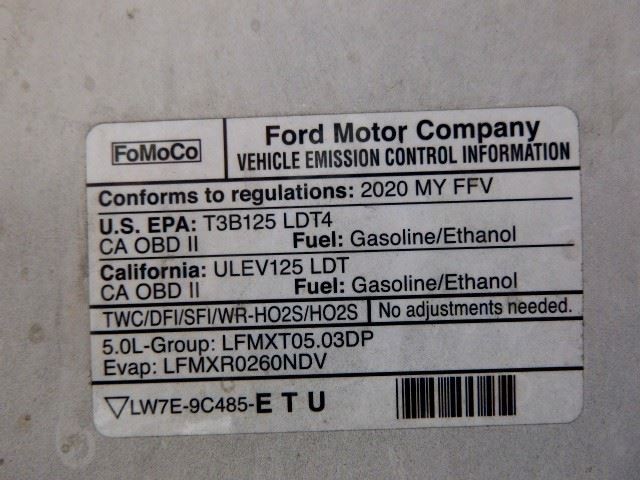 FoMoCo
Ford Motor Company
VEHICLE EMISSION CONTROL INFORMATION
Conforms to regulations: 2020 MY FFV
U.S. EPA: T3B125 LDT4
CA OBD II Fuel: Gasoline/Ethanol
California: ULEV125 LDT
CA OBD II Fuel: Gasoline/Ethanol
TWC/DFI/SFI/WR-HO2S/HO2S No adjustments needed.
5.0L-Group: LFMXT05.03DP
Evap: LFMXR0260NDV
▽LW7E-9C485-E T U